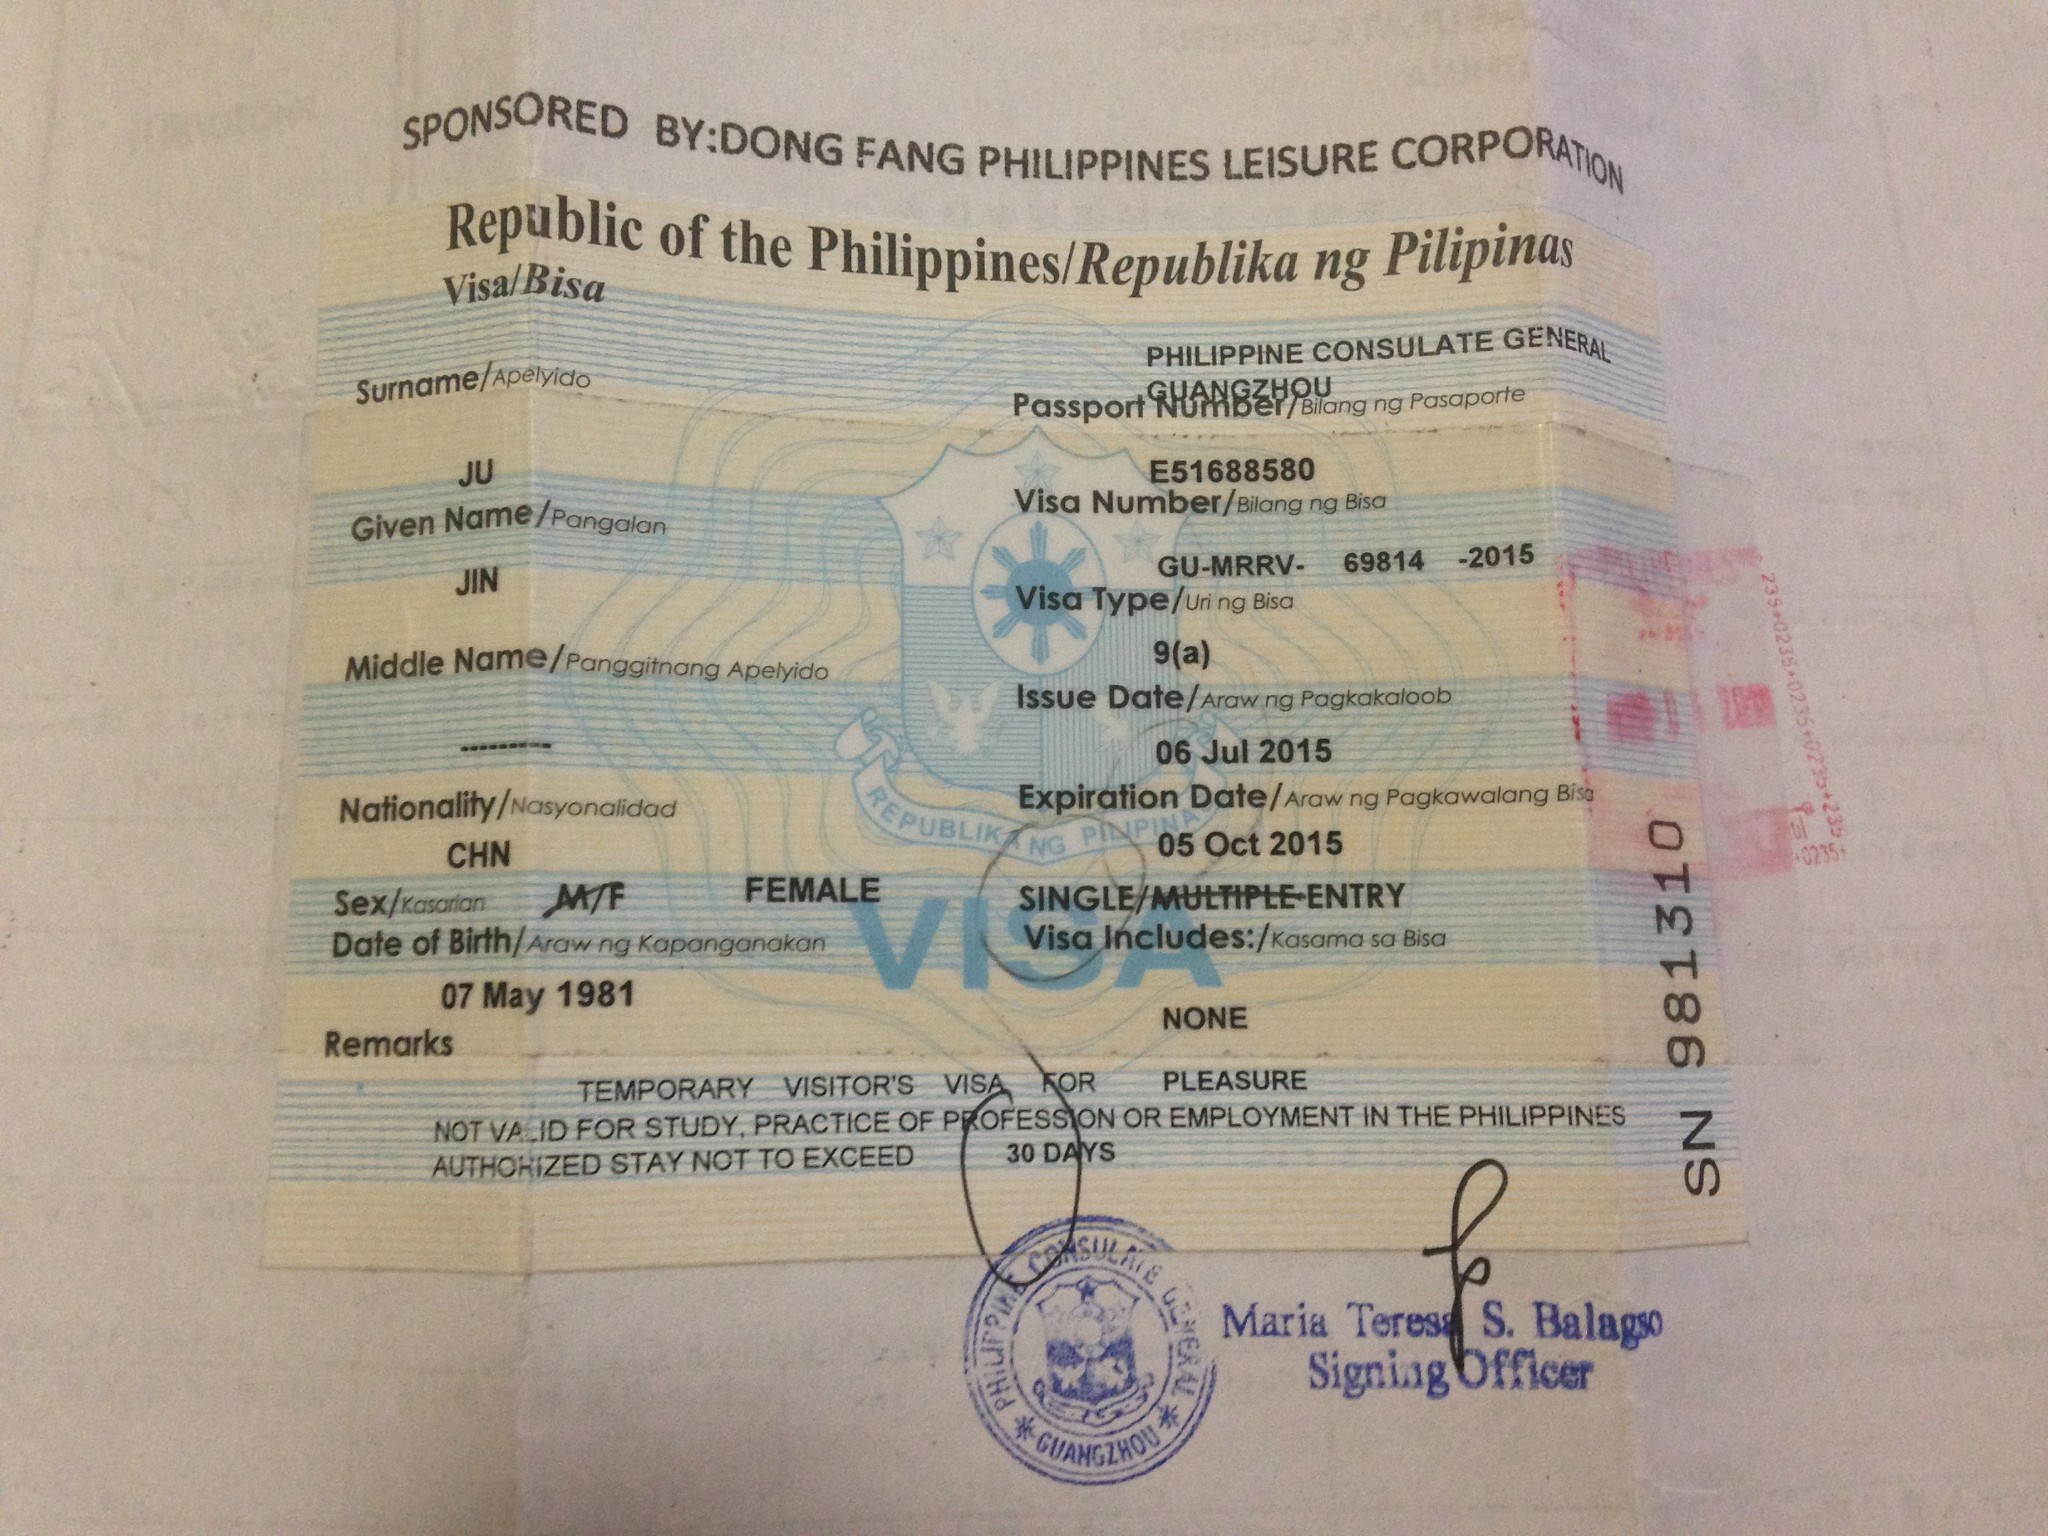 SPONSORED BY:DONG FANG PHILIPPINES LEISURE CORPORATION
Republic of the Philippines/Republika ng Pilipinas
Visa/Bisa
PHILIPPINE CONSULATE GENERAL
GUANGZHOU
Surname/Apelyido
JU
Given Name/Pangalan
JIN
Middle Name/Panggitnang Apelyido
---------
Nationality/Nasyonalidad
CHN
Sex/Kasarian M/F FEMALE
Date of Birth/Araw ng Kapanganakan
07 May 1981
Passport Number/Bilang ng Pasaporte
E51688580
Visa Number/Bilang ng Bisa
GU-MRRV- 69814 -2015
Visa Type/Uri ng Bisa
9(a)
Issue Date/Araw ng Pagkakaloob
06 Jul 2015
Expiration Date/Araw ng Pagkawalang Bisa
05 Oct 2015
SINGLE/MULTIPLE ENTRY
Visa Includes:/Kasama sa Bisa
NONE
REPUBLIKA NG PILIPINAS
VISA
Remarks
TEMPORARY VISITOR'S VISA FOR PLEASURE
NOT VALID FOR STUDY, PRACTICE OF PROFESSION OR EMPLOYMENT IN THE PHILIPPINES
AUTHORIZED STAY NOT TO EXCEED 30 DAYS
SN 981310
PHILIPPINE CONSULATE GENERAL
GUANGZHOU
Maria Teresa S. Balagso
Signing Officer